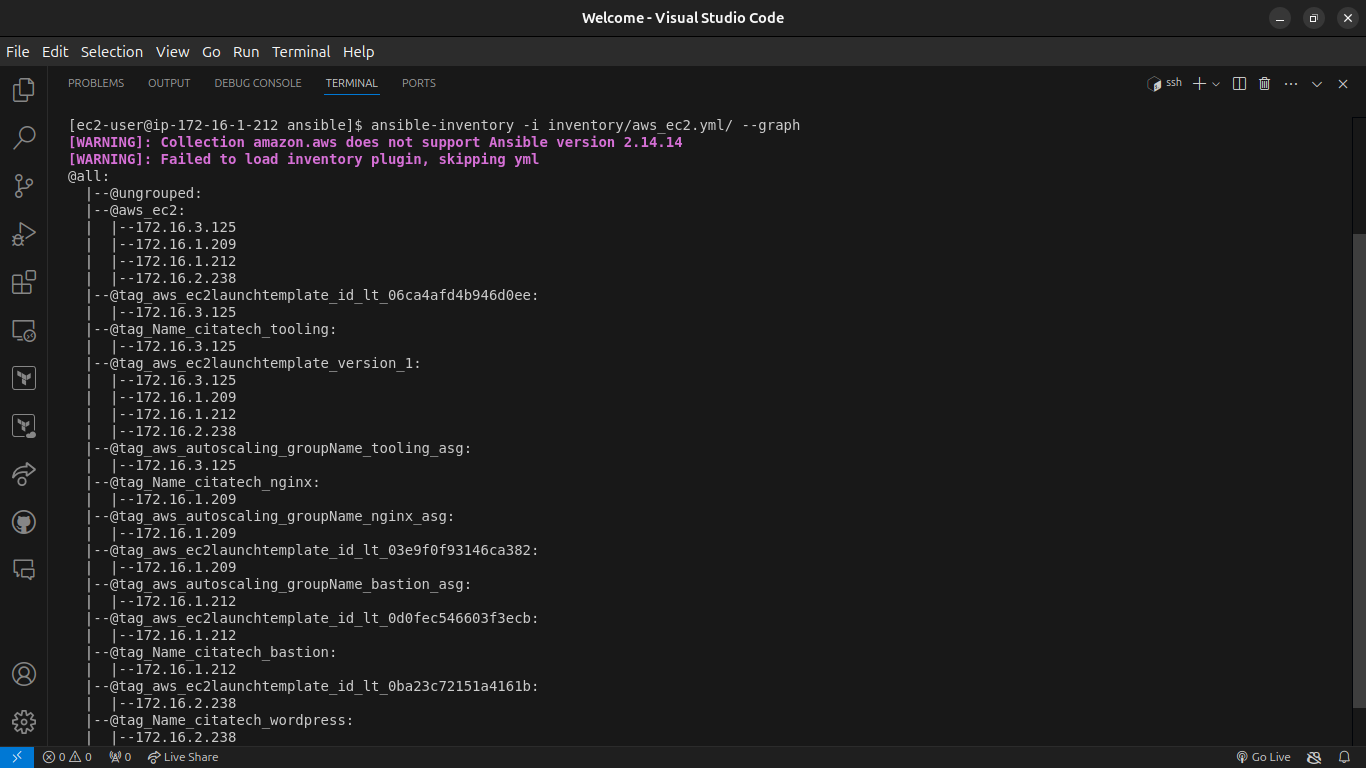 Welcome - Visual Studio Code
File Edit Selection View Go Run Terminal Help
PROBLEMS OUTPUT DEBUG CONSOLE TERMINAL PORTS ssh
[ec2-user@ip-172-16-1-212 ansible]$ ansible-inventory -i inventory/aws_ec2.yml/ --graph
[WARNING]: Collection amazon.aws does not support Ansible version 2.14.14
[WARNING]: Failed to load inventory plugin, skipping yml
@all:
  |--@ungrouped:
  |--@aws_ec2:
  |  |--172.16.3.125
  |  |--172.16.1.209
  |  |--172.16.1.212
  |  |--172.16.2.238
  |--@tag_aws_ec2launchtemplate_id_lt_06ca4afd4b946d0ee:
  |  |--172.16.3.125
  |--@tag_Name_citatech_tooling:
  |  |--172.16.3.125
  |--@tag_aws_ec2launchtemplate_version_1:
  |  |--172.16.3.125
  |  |--172.16.1.209
  |  |--172.16.1.212
  |  |--172.16.2.238
  |--@tag_aws_autoscaling_groupName_tooling_asg:
  |  |--172.16.3.125
  |--@tag_Name_citatech_nginx:
  |  |--172.16.1.209
  |--@tag_aws_autoscaling_groupName_nginx_asg:
  |  |--172.16.1.209
  |--@tag_aws_ec2launchtemplate_id_lt_03e9f0f93146ca382:
  |  |--172.16.1.209
  |--@tag_aws_autoscaling_groupName_bastion_asg:
  |  |--172.16.1.212
  |--@tag_aws_ec2launchtemplate_id_lt_0d0fec546603f3ecb:
  |  |--172.16.1.212
  |--@tag_Name_citatech_bastion:
  |  |--172.16.1.212
  |--@tag_aws_ec2launchtemplate_id_lt_0ba23c72151a4161b:
  |  |--172.16.2.238
  |--@tag_Name_citatech_wordpress:
  |  |--172.16.2.238
0 0 0 Live Share Go Live